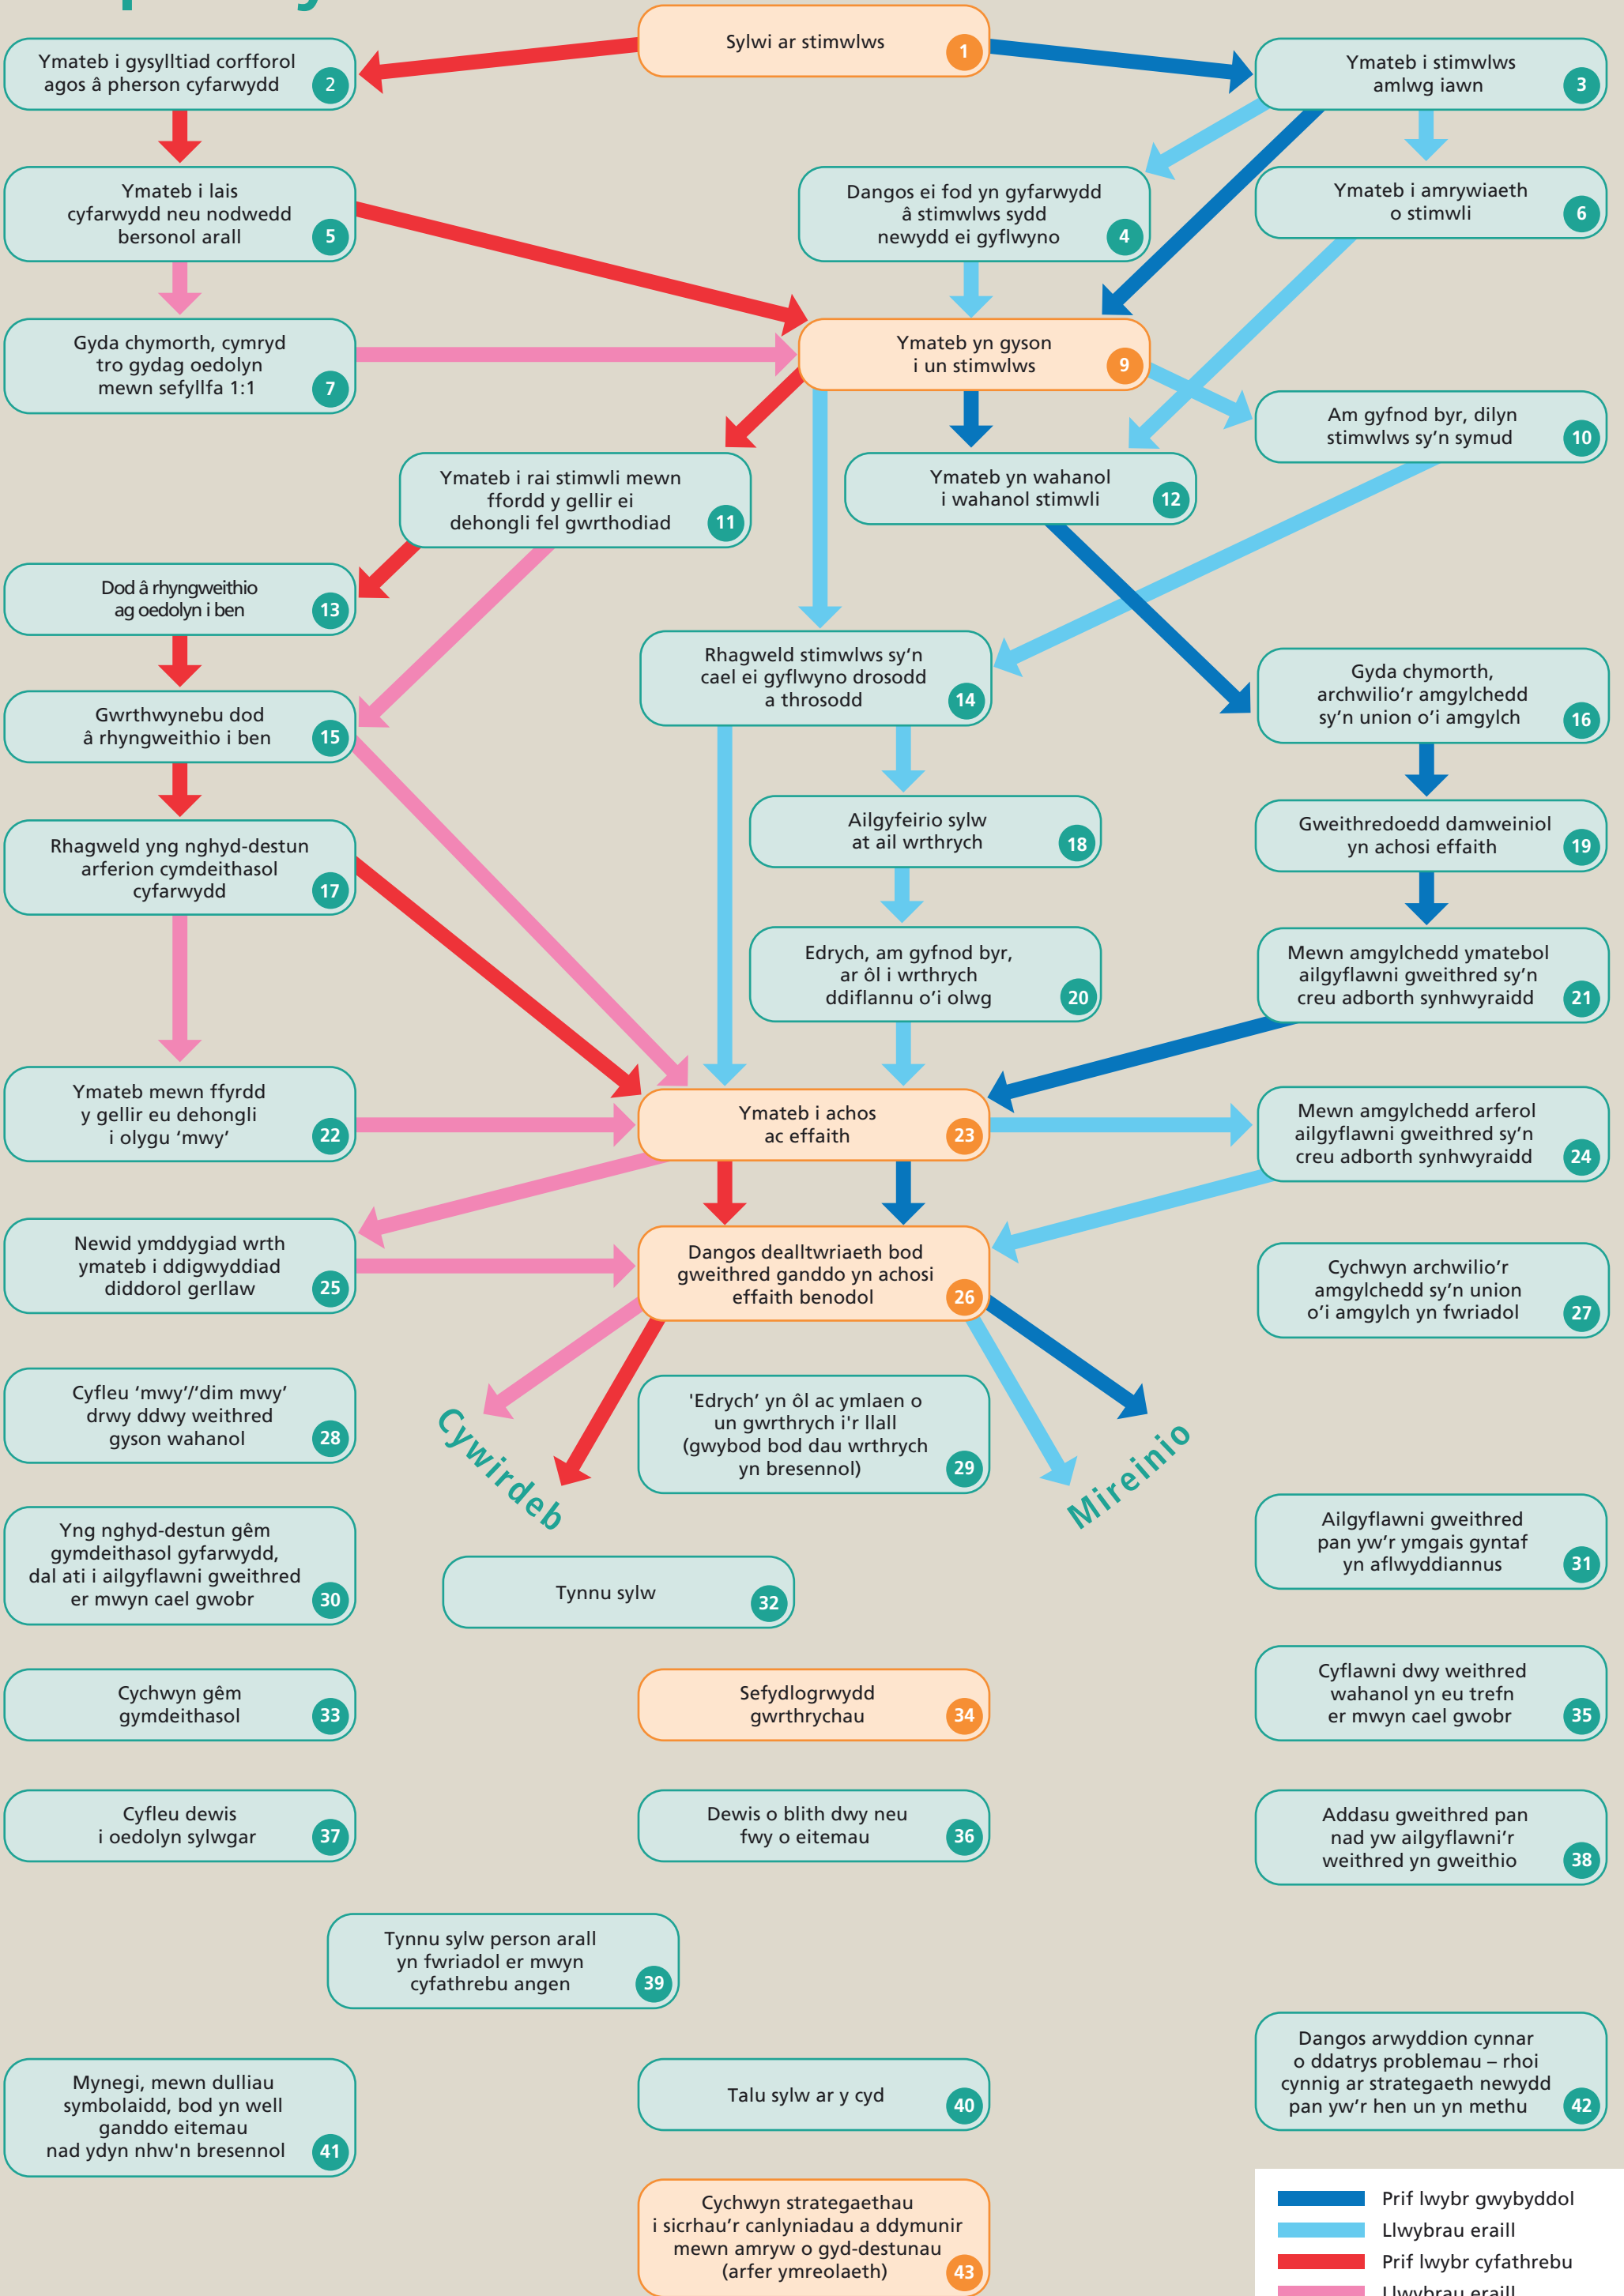 Sylwi ar stimwlws
1
Ymateb i gysylltiad corfforol
agos â pherson cyfarwydd
2
Ymateb i stimwlws
amlwg iawn
3
Ymateb i lais
cyfarwydd neu nodwedd
bersonol arall
5
Dangos ei fod yn gyfarwydd
â stimwlws sydd
newydd ei gyflwyno
4
Ymateb i amrywiaeth
o stimwli
6
Gyda chymorth, cymryd
tro gydag oedolyn
mewn sefyllfa 1:1
7
Ymateb yn gyson
i un stimwlws
9
Am gyfnod byr, dilyn
stimwlws sy’n symud
10
Ymateb i rai stimwli mewn
ffordd y gellir ei
dehongli fel gwrthodiad
11
Ymateb yn wahanol
i wahanol stimwli
12
Dod â rhyngweithio
ag oedolyn i ben
13
Rhagweld stimwlws sy’n
cael ei gyflwyno drosodd
a throsodd
14
Gyda chymorth,
archwilio’r amgylchedd
sy’n union o’i amgylch
16
Gwrthwynebu dod
â rhyngweithio i ben
15
Ailgyfeirio sylw
at ail wrthrych
18
Gweithredoedd damweiniol
yn achosi effaith
19
Rhagweld yng nghyd-destun
arferion cymdeithasol
cyfarwydd
17
Edrych, am gyfnod byr,
ar ôl i wrthrych
ddiflannu o’i olwg
20
Mewn amgylchedd ymatebol
ailgyflawni gweithred sy’n
creu adborth synhwyraidd
21
Ymateb mewn ffyrdd
y gellir eu dehongli
i olygu ‘mwy’
22
Ymateb i achos
ac effaith
23
Mewn amgylchedd arferol
ailgyflawni gweithred sy’n
creu adborth synhwyraidd
24
Newid ymddygiad wrth
ymateb i ddigwyddiad
diddorol gerllaw
25
Dangos dealltwriaeth bod
gweithred ganddo yn achosi
effaith benodol
26
Cychwyn archwilio’r
amgylchedd sy’n union
o’i amgylch yn fwriadol
27
Cyfleu ‘mwy’/‘dim mwy’
drwy ddwy weithred
gyson wahanol
28
Cywirdeb
'Edrych’ yn ôl ac ymlaen o
un gwrthrych i'r llall
(gwybod bod dau wrthrych
yn bresennol)
29
Mireinio
Yng nghyd-destun gêm
gymdeithasol gyfarwydd,
dal ati i ailgyflawni gweithred
er mwyn cael gwobr
30
Tynnu sylw
32
Ailgyflawni gweithred
pan yw’r ymgais gyntaf
yn aflwyddiannus
31
Cychwyn gêm
gymdeithasol
33
Sefydlogrwydd
gwrthrychau
34
Cyflawni dwy weithred
wahanol yn eu trefn
er mwyn cael gwobr
35
Cyfleu dewis
i oedolyn sylwgar
37
Dewis o blith dwy neu
fwy o eitemau
36
Addasu gweithred pan
nad yw ailgyflawni’r
weithred yn gweithio
38
Tynnu sylw person arall
yn fwriadol er mwyn
cyfathrebu angen
39
Mynegi, mewn dulliau
symbolaidd, bod yn well
ganddo eitemau
nad ydyn nhw'n bresennol
41
Talu sylw ar y cyd
40
Dangos arwyddion cynnar
o ddatrys problemau – rhoi
cynnig ar strategaeth newydd
pan yw’r hen un yn methu
42
Cychwyn strategaethau
i sicrhau’r canlyniadau a ddymunir
mewn amryw o gyd-destunau
(arfer ymreolaeth)
43
Prif lwybr gwybyddol
Llwybrau eraill
Prif lwybr cyfathrebu
Llwybrau eraill